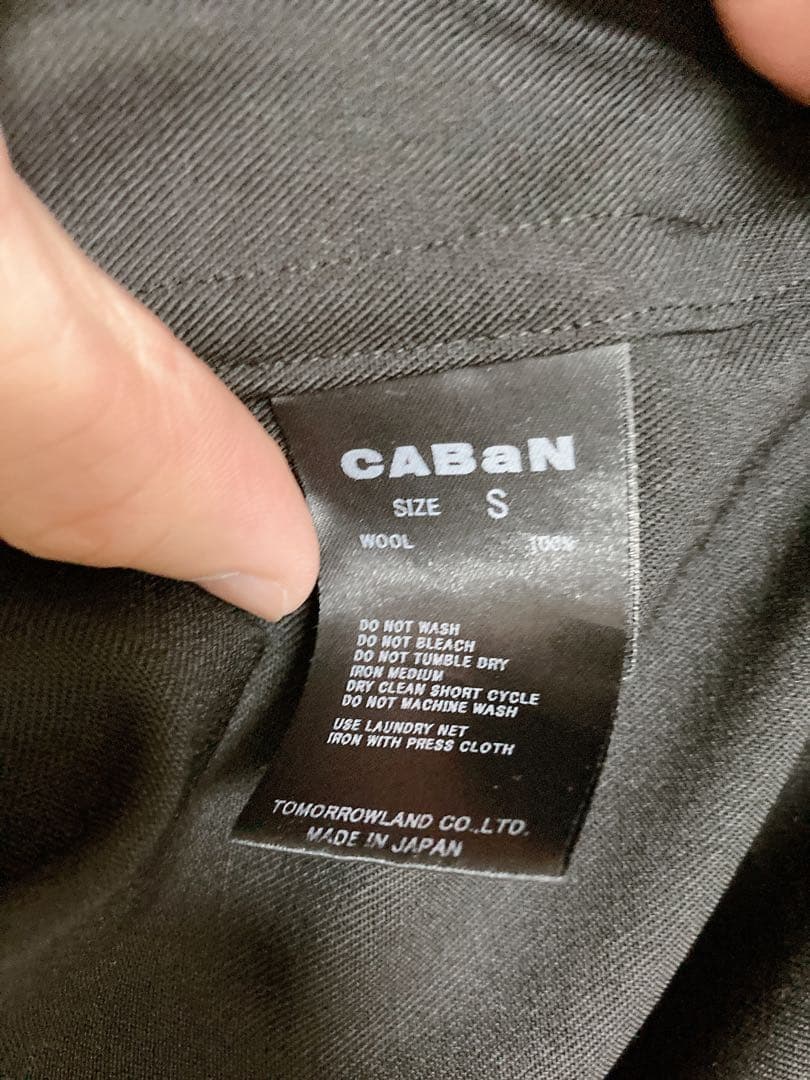 CABaN
SIZE S
WOOL 100%
DO NOT WASH
DO NOT BLEACH
DO NOT TUMBLE DRY
IRON MEDIUM
DRY CLEAN SHORT CYCLE
DO NOT MACHINE WASH
USE LAUNDRY NET
IRON WITH PRESS CLOTH
TOMORROWLAND CO.,LTD.
MADE IN JAPAN